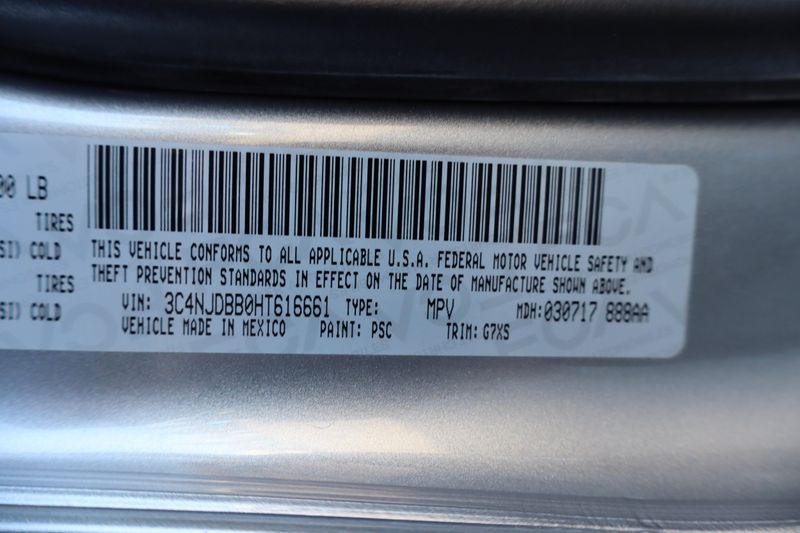 00 LB
TIRES
SI) COLD
TIRES
SI) COLD
THIS VEHICLE CONFORMS TO ALL APPLICABLE U.S.A. FEDERAL MOTOR VEHICLE SAFETY AND
THEFT PREVENTION STANDARDS IN EFFECT ON THE DATE OF MANUFACTURE SHOWN ABOVE.
VIN: 3C4NJDBB0HT616661 TYPE: MPV MDH:030717 888AA
VEHICLE MADE IN MEXICO PAINT: PSC TRIM: G7XS